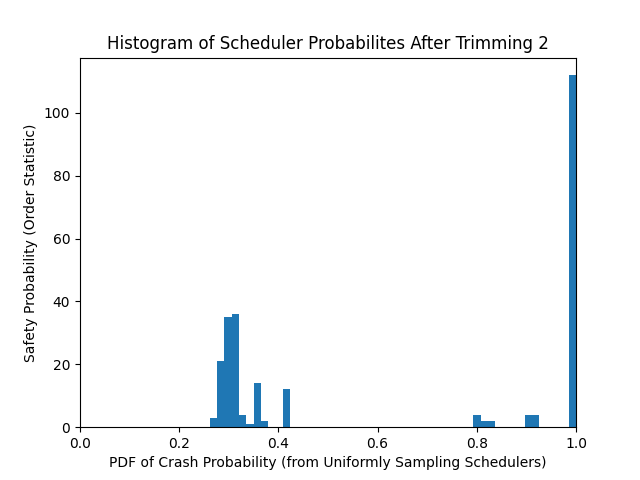 Histogram of Scheduler Probabilites After Trimming 2
Safety Probability (Order Statistic)
100
80
60
40
20
0
0.0 0.2 0.4 0.6 0.8 1.0
PDF of Crash Probability (from Uniformly Sampling Schedulers)